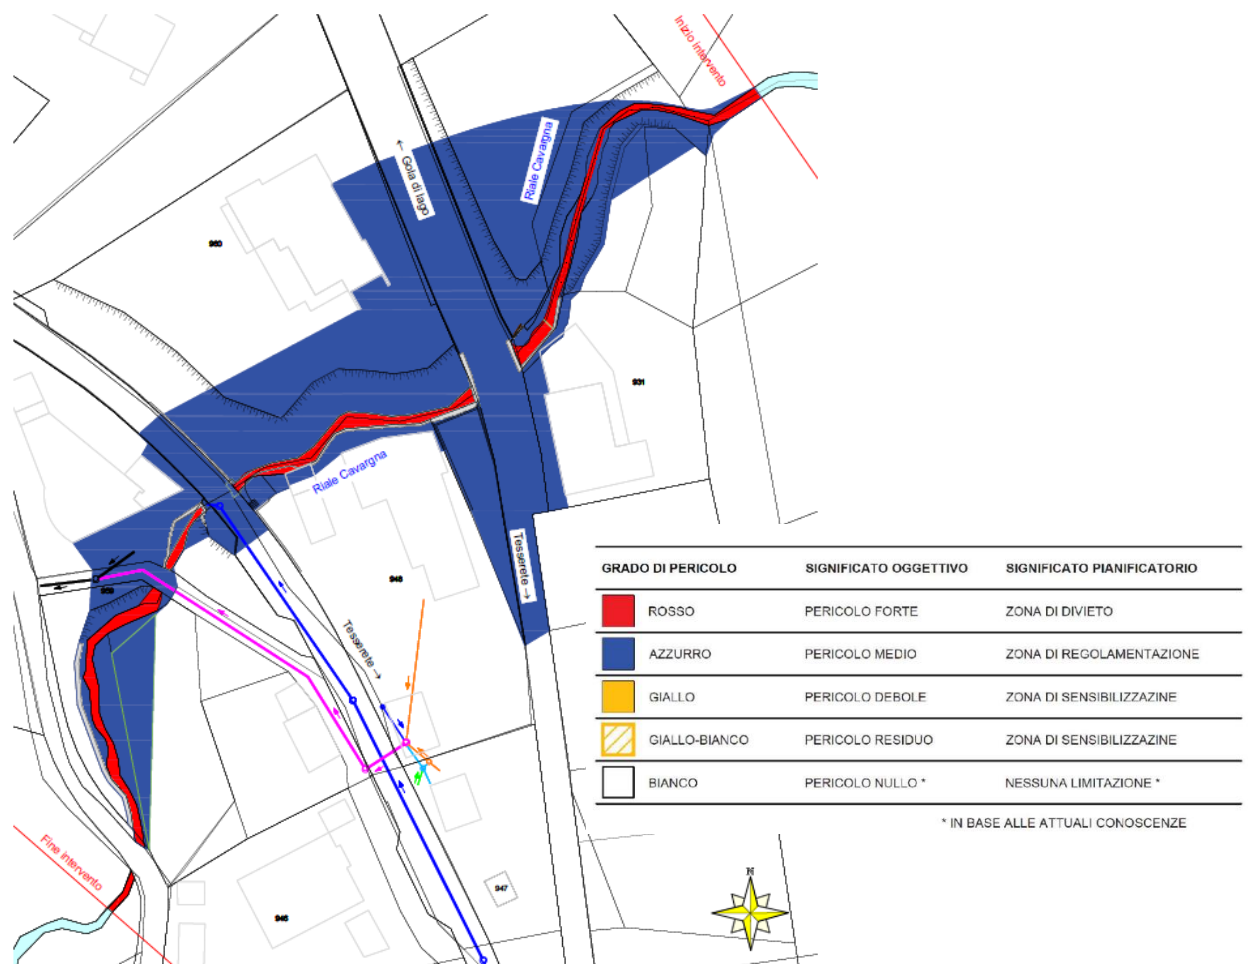 Inizio intervento
← Gola di lago
Riale Cavargna
960
931
Riale Cavargna
Tesserete →
948
959
Tesserete →
Fine intervento
946
947
N
GRADO DI PERICOLO SIGNIFICATO OGGETTIVO SIGNIFICATO PIANIFICATORIO
ROSSO PERICOLO FORTE ZONA DI DIVIETO
AZZURRO PERICOLO MEDIO ZONA DI REGOLAMENTAZIONE
GIALLO PERICOLO DEBOLE ZONA DI SENSIBILIZZAZINE
GIALLO-BIANCO PERICOLO RESIDUO ZONA DI SENSIBILIZZAZINE
BIANCO PERICOLO NULLO * NESSUNA LIMITAZIONE *
* IN BASE ALLE ATTUALI CONOSCENZE